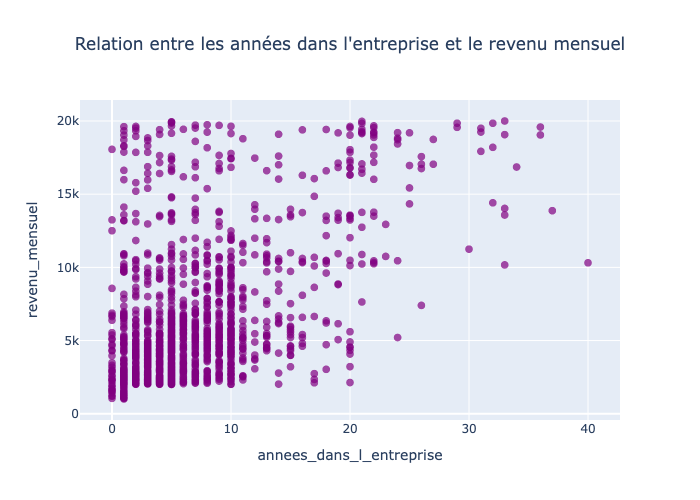 Relation entre les années dans l'entreprise et le revenu mensuel
20k
15k
10k
5k
0
revenu_mensuel
0 10 20 30 40
annees_dans_l_entreprise